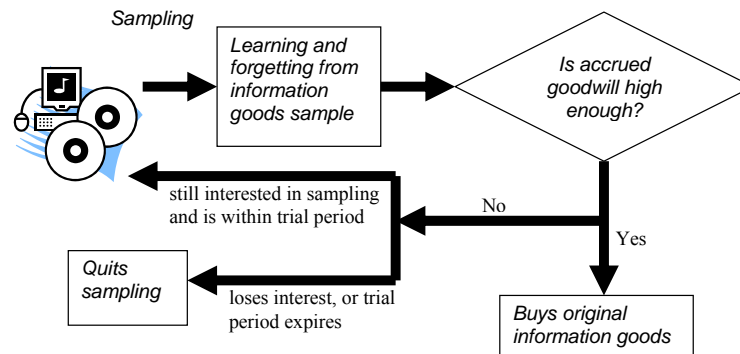 Sampling
Learning and
forgetting from
information
goods sample
Is accrued
goodwill high
enough?
still interested in sampling
and is within trial period
No
Yes
Quits
sampling
loses interest, or trial
period expires
Buys original
information goods